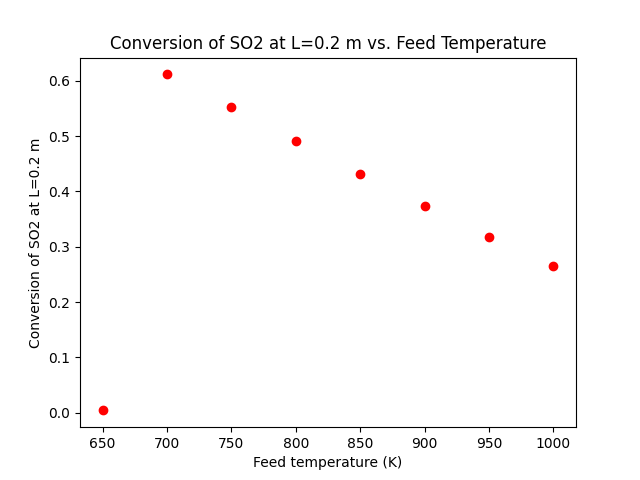 Conversion of SO2 at L=0.2 m vs. Feed Temperature
Conversion of SO2 at L=0.2 m
0.6
0.5
0.4
0.3
0.2
0.1
0.0
650 700 750 800 850 900 950 1000
Feed temperature (K)